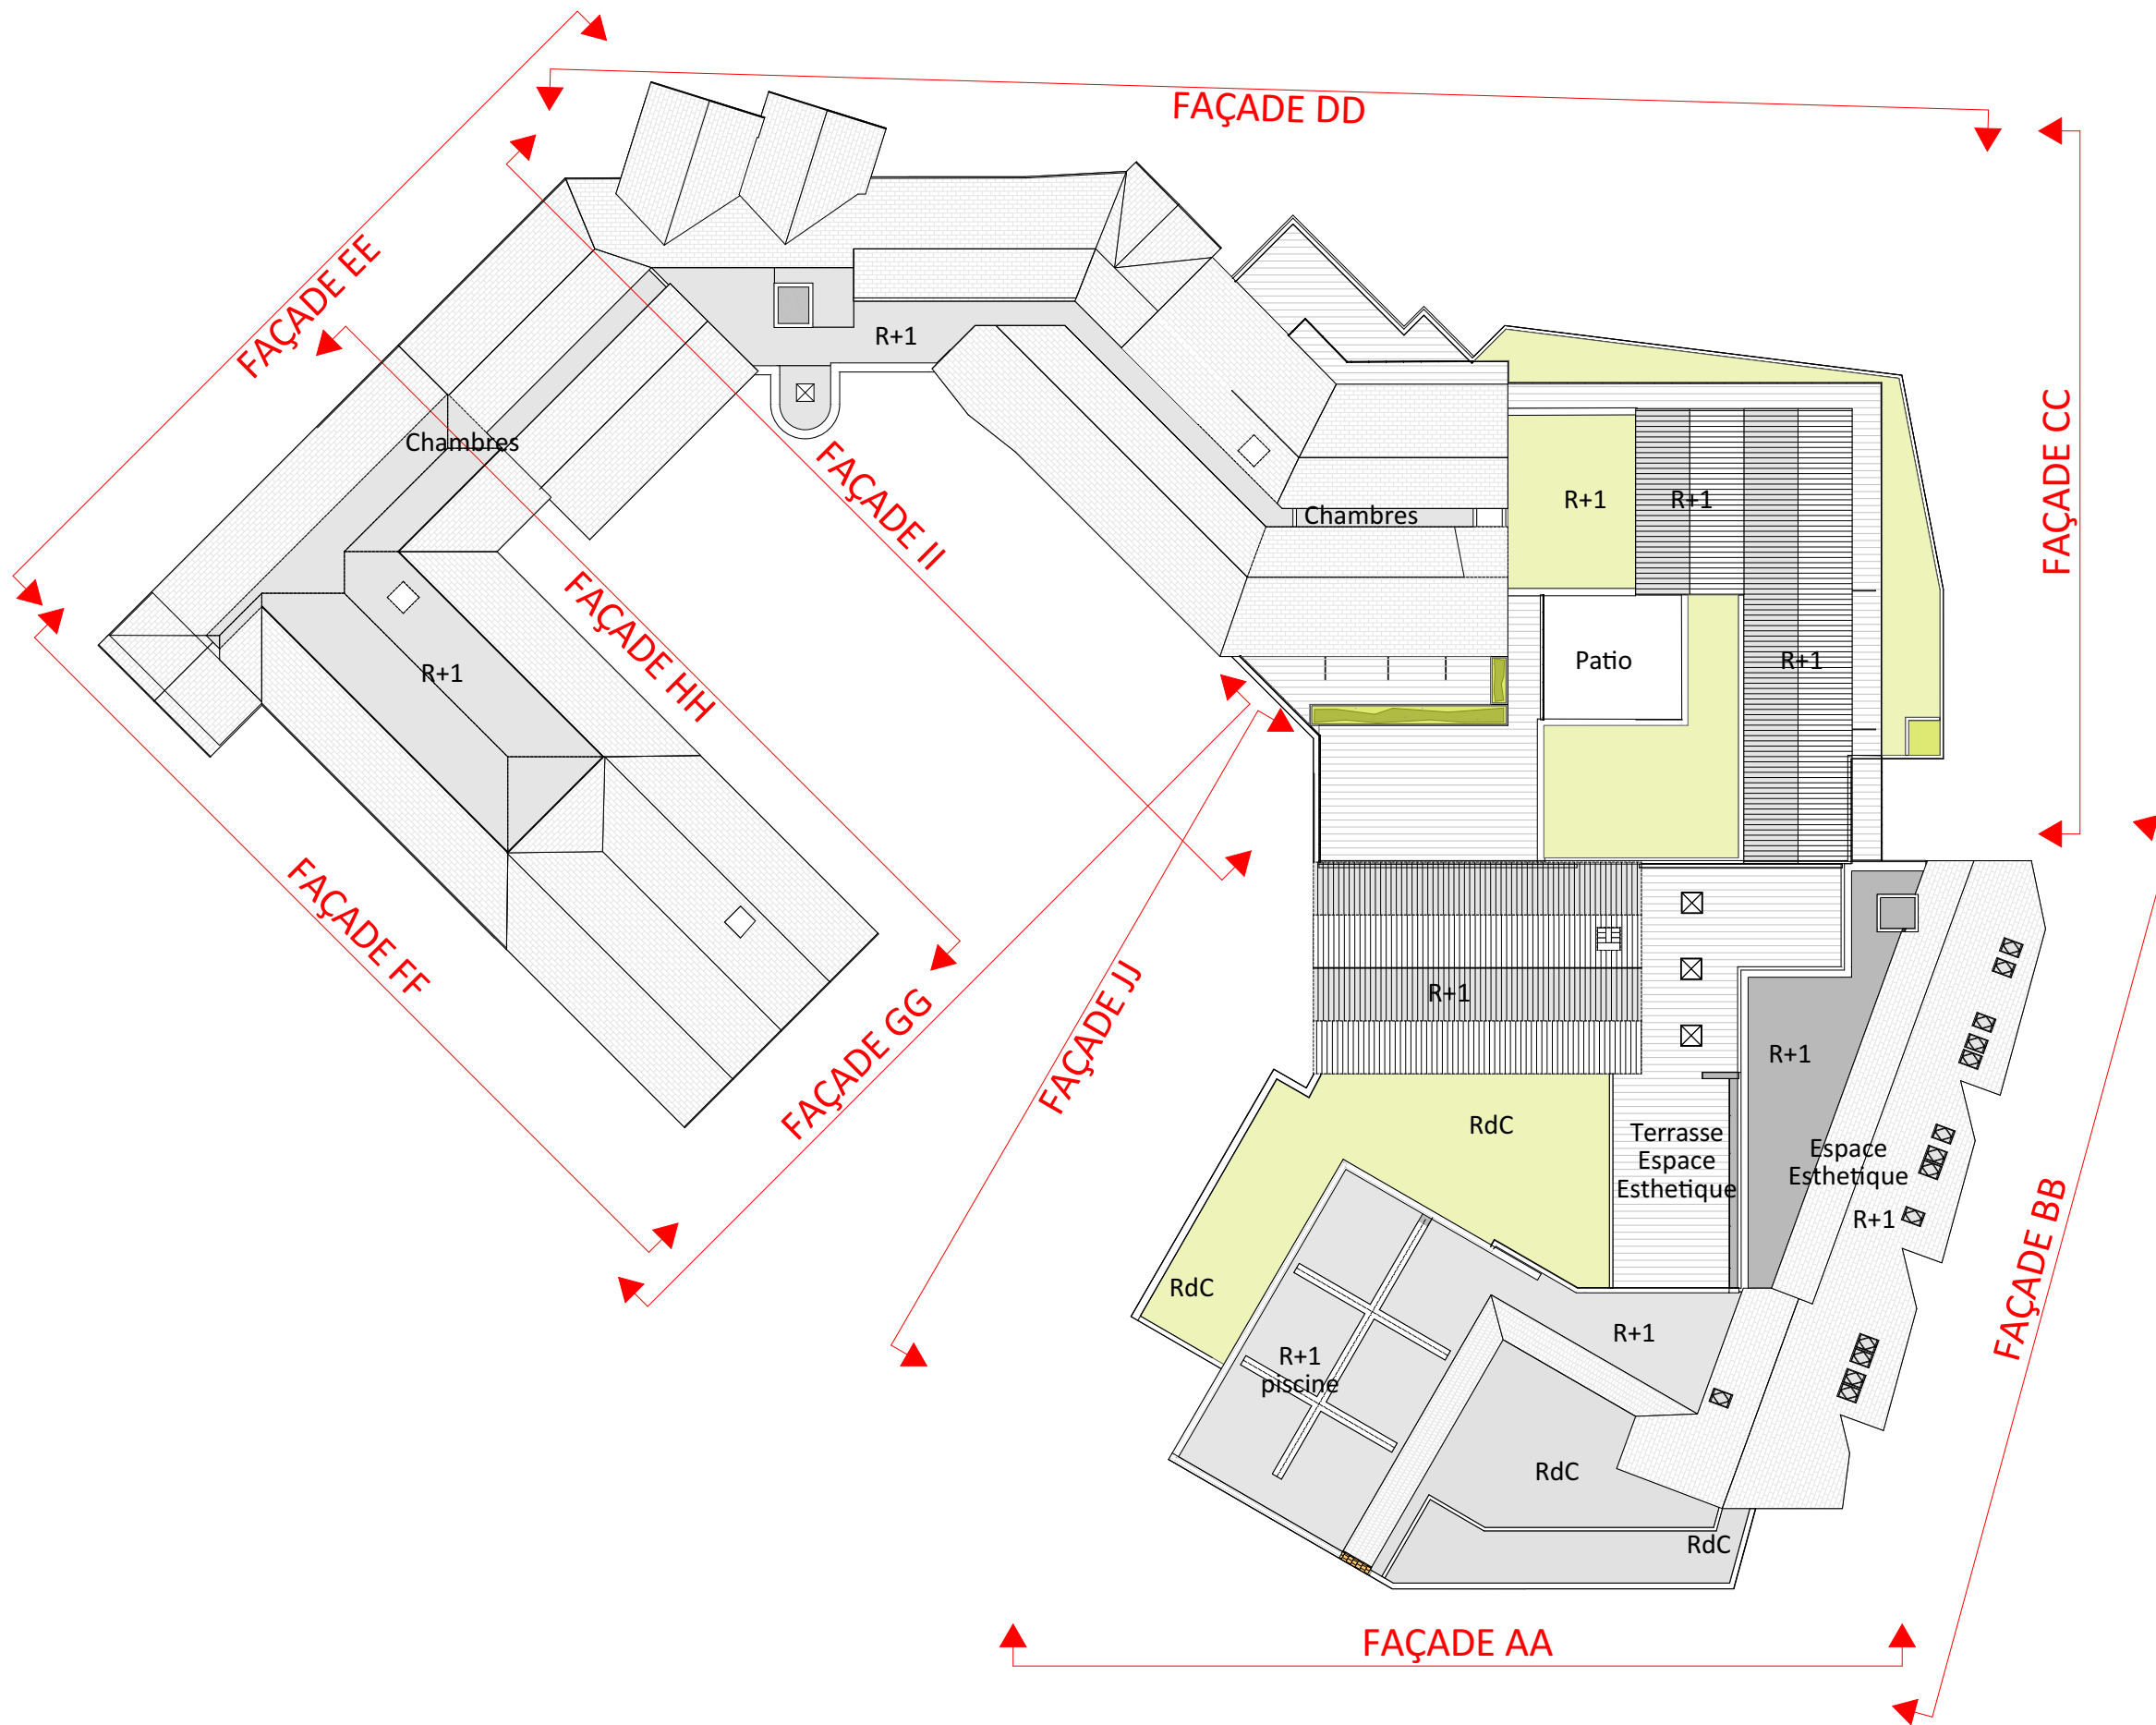 FAÇADE DD
FAÇADE EE
R+1
FAÇADE CC
Chambres
FAÇADE II
R+1
R+1
Chambres
FAÇADE HH
R+1
Patio
R+1
FAÇADE FF
R+1
FAÇADE GG
FAÇADE JJ
R+1
RdC
Terrasse
Espace
Esthetique
Espace
Esthetique
R+1
FAÇADE BB
RdC
R+1
R+1
piscine
RdC
RdC
FAÇADE AA